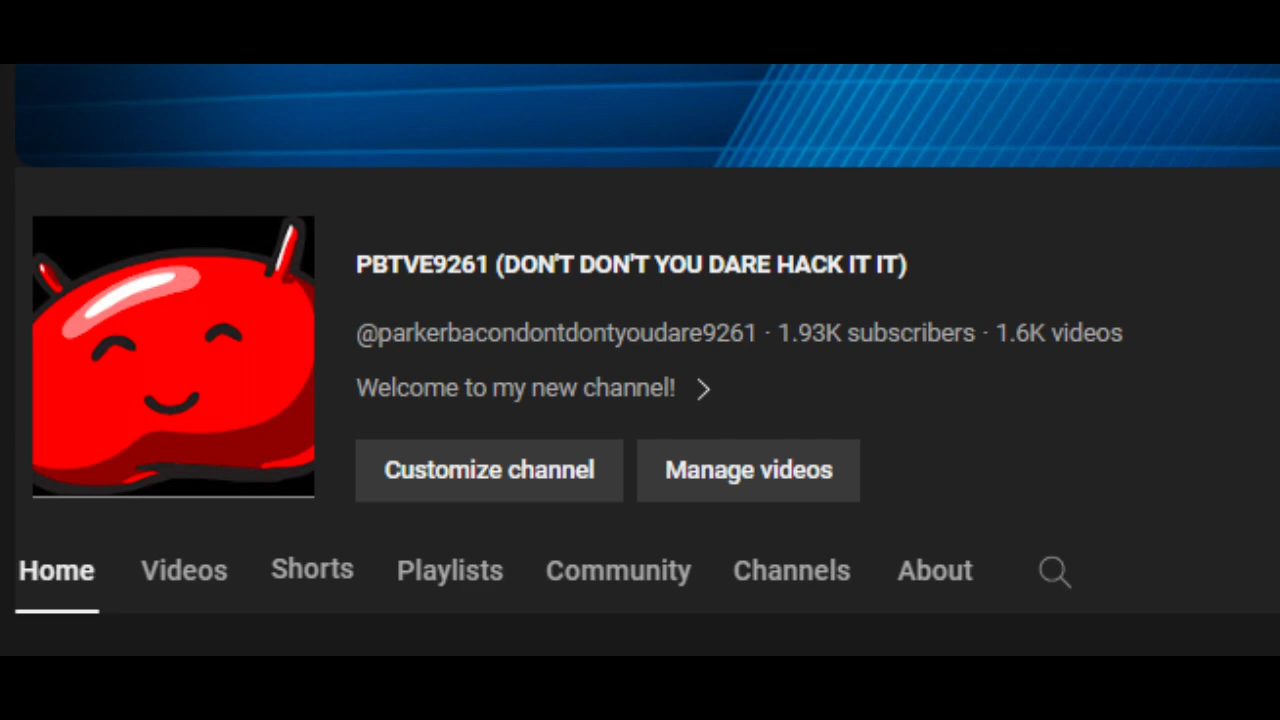 PBTVE9261 (DON'T DON'T YOU DARE HACK IT IT)
@parkerbacondontdontyoudare9261 · 1.93K subscribers · 1.6K videos
Welcome to my new channel!
Customize channel Manage videos
Home Videos Shorts Playlists Community Channels About